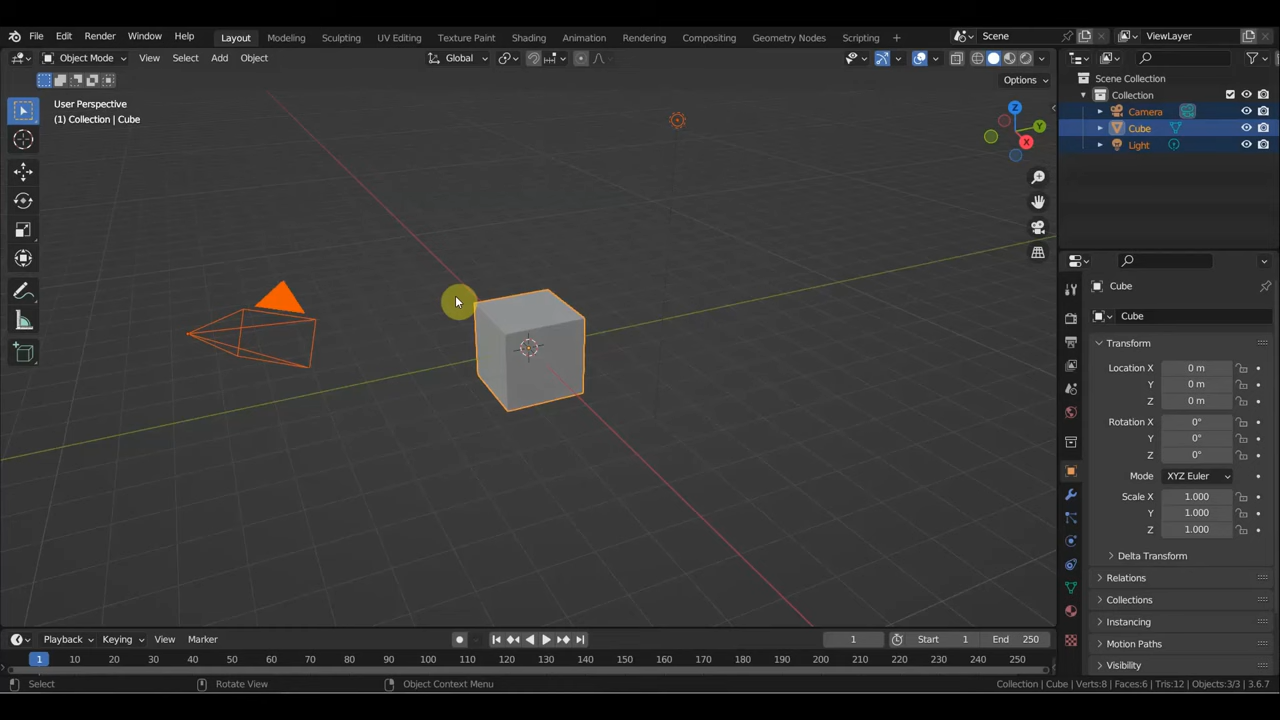 File Edit Render Window Help Layout Modeling Sculpting UV Editing Texture Paint Shading Animation Rendering Compositing Geometry Nodes Scripting + Scene ViewLayer
Object Mode View Select Add Object Global
Options
User Perspective
(1) Collection | Cube
Z
Y
X
Scene Collection
Collection
Camera
Cube
Light
Cube
Cube
Transform
Location X 0 m
Y 0 m
Z 0 m
Rotation X 0°
Y 0°
Z 0°
Mode XYZ Euler
Scale X 1.000
Y 1.000
Z 1.000
Delta Transform
Relations
Collections
Instancing
Motion Paths
Visibility
Playback Keying View Marker 1 Start 1 End 250
1 10 20 30 40 50 60 70 80 90 100 110 120 130 140 150 160 170 180 190 200 210 220 230 240 250
Select Rotate View Object Context Menu Collection | Cube | Verts:8 | Faces:6 | Tris:12 | Objects:3/3 | 3.6.7